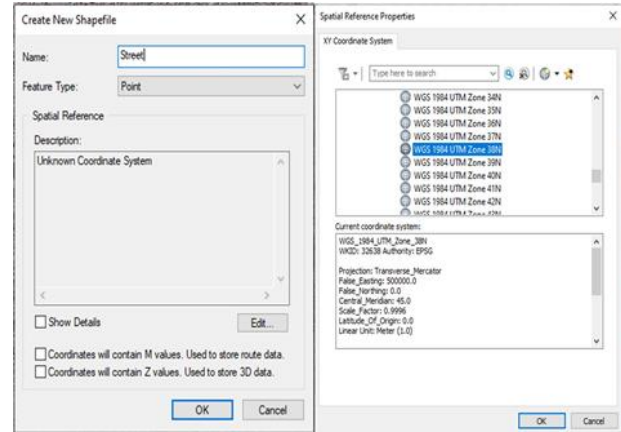 Create New Shapefile
Name:
Street
Feature Type:
Point
Spatial Reference
Description:
Unknown Coordinate System
Show Details
Edit...
Coordinates will contain M values. Used to store route data.
Coordinates will contain Z values. Used to store 3D data.
OK
Cancel
Spatial Reference Properties
XY Coordinate System
Type here to search
WGS 1984 UTM Zone 34N
WGS 1984 UTM Zone 35N
WGS 1984 UTM Zone 36N
WGS 1984 UTM Zone 37N
WGS 1984 UTM Zone 38N
WGS 1984 UTM Zone 39N
WGS 1984 UTM Zone 40N
WGS 1984 UTM Zone 41N
WGS 1984 UTM Zone 42N
WGS 1984 UTM Zone 43N
Current coordinate system:
WGS_1984_UTM_Zone_38N
WKID: 32638 Authority: EPSG
Projection: Transverse_Mercator
False_Easting: 500000.0
False_Northing: 0.0
Central_Meridian: 45.0
Scale_Factor: 0.9996
Latitude_Of_Origin: 0.0
Linear Unit: Meter (1.0)
OK
Cancel